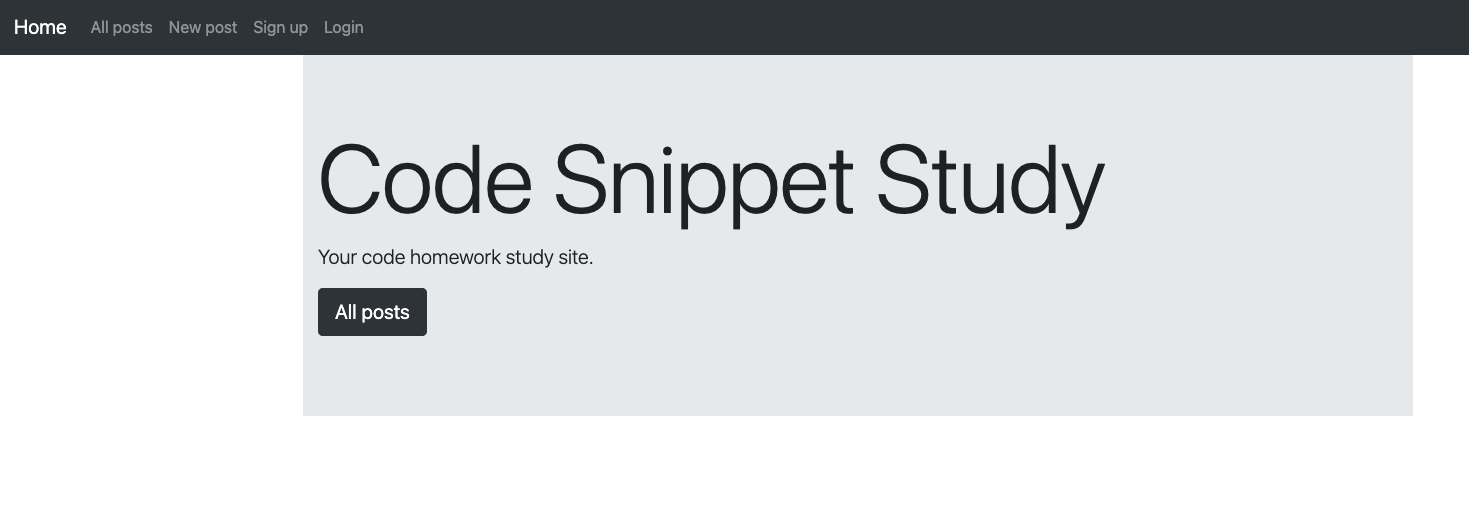 Home All posts New post Sign up Login
Code Snippet Study
Your code homework study site.
All posts